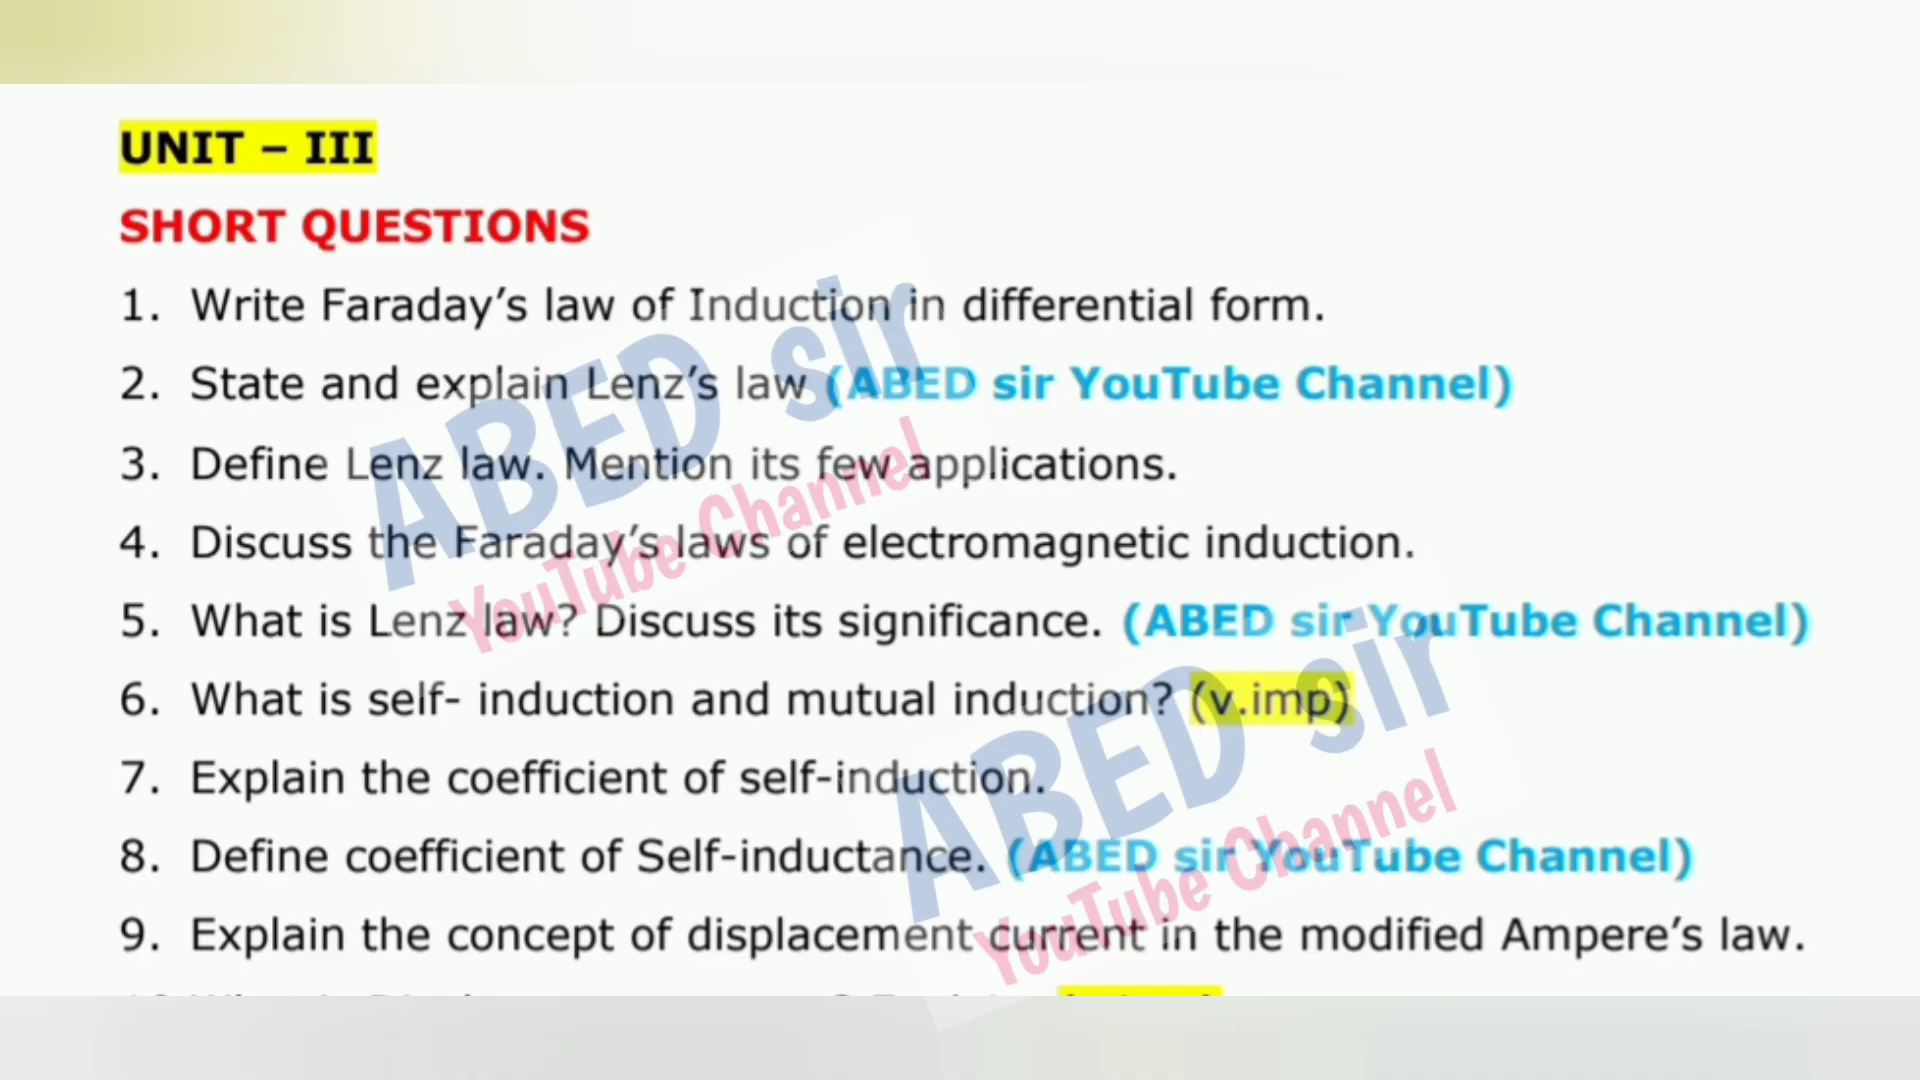 UNIT – III
SHORT QUESTIONS
1. Write Faraday’s law of Induction in differential form.
2. State and explain Lenz’s law (ABED sir YouTube Channel)
3. Define Lenz law. Mention its few applications.
4. Discuss the Faraday’s laws of electromagnetic induction.
5. What is Lenz law? Discuss its significance. (ABED sir YouTube Channel)
6. What is self- induction and mutual induction? (v.imp)
7. Explain the coefficient of self-induction.
8. Define coefficient of Self-inductance. (ABED sir YouTube Channel)
9. Explain the concept of displacement current in the modified Ampere’s law.
ABED sir
YouTube Channel
ABED sir
YouTube Channel